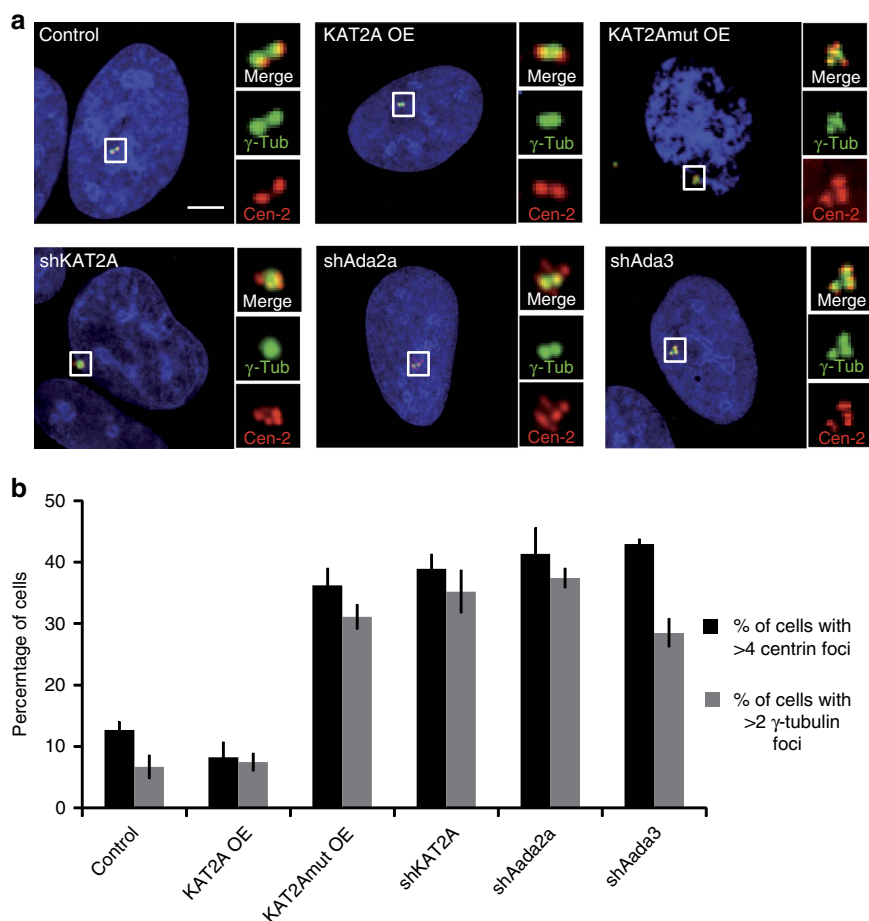 a
Control
Merge
γ-Tub
Cen-2
KAT2A OE
Merge
γ-Tub
Cen-2
KAT2Amut OE
Merge
γ-Tub
Cen-2
shKAT2A
Merge
γ-Tub
Cen-2
shAda2a
Merge
γ-Tub
Cen-2
shAda3
Merge
γ-Tub
Cen-2
b
Percerntage of cells
50
40
30
20
10
0
Control
KAT2A OE
KAT2Amut OE
shKAT2A
shAada2a
shAada3
% of cells with
>4 centrin foci
% of cells with
>2 γ-tubulin
foci